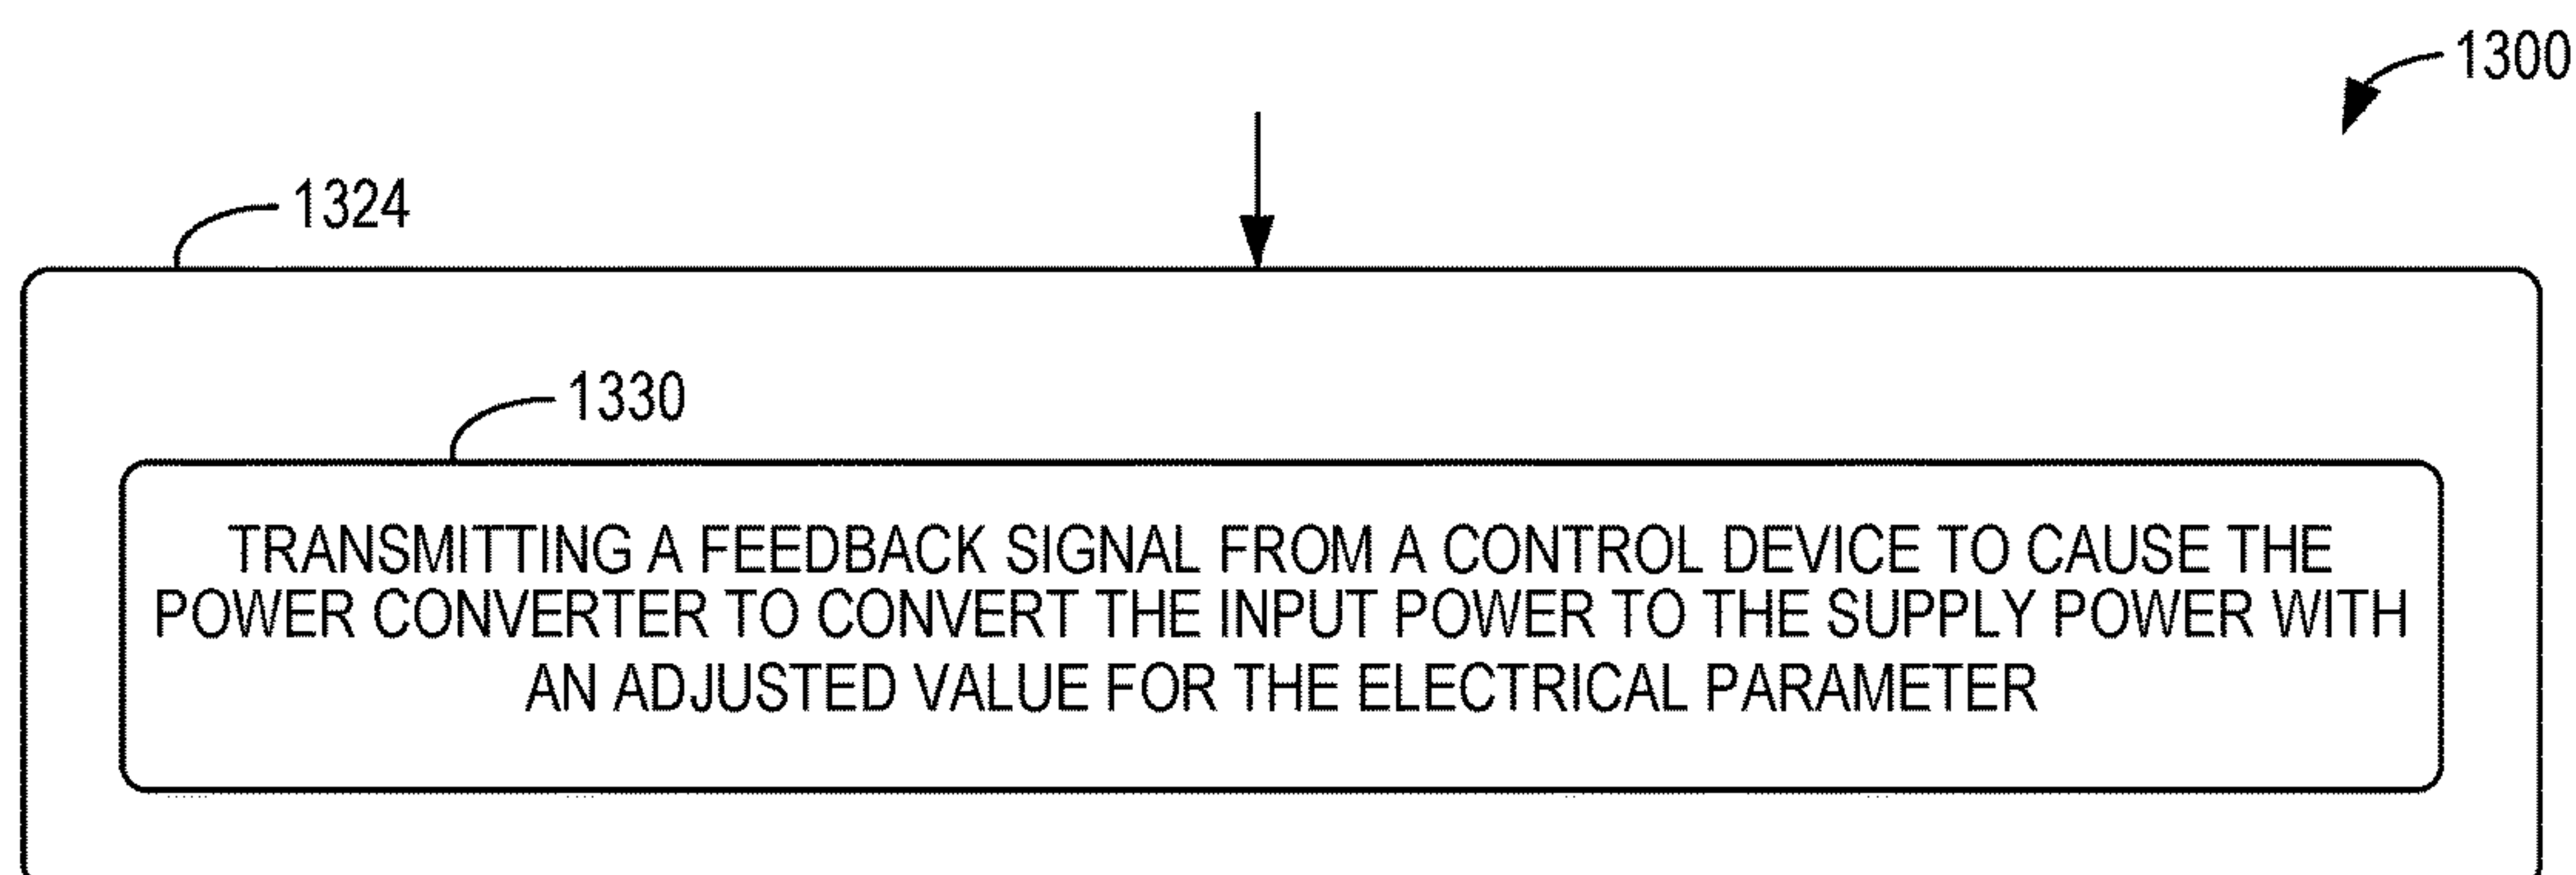 1300
1324
1330
TRANSMITTING A FEEDBACK SIGNAL FROM A CONTROL DEVICE TO CAUSE THE
POWER CONVERTER TO CONVERT THE INPUT POWER TO THE SUPPLY POWER WITH
AN ADJUSTED VALUE FOR THE ELECTRICAL PARAMETER